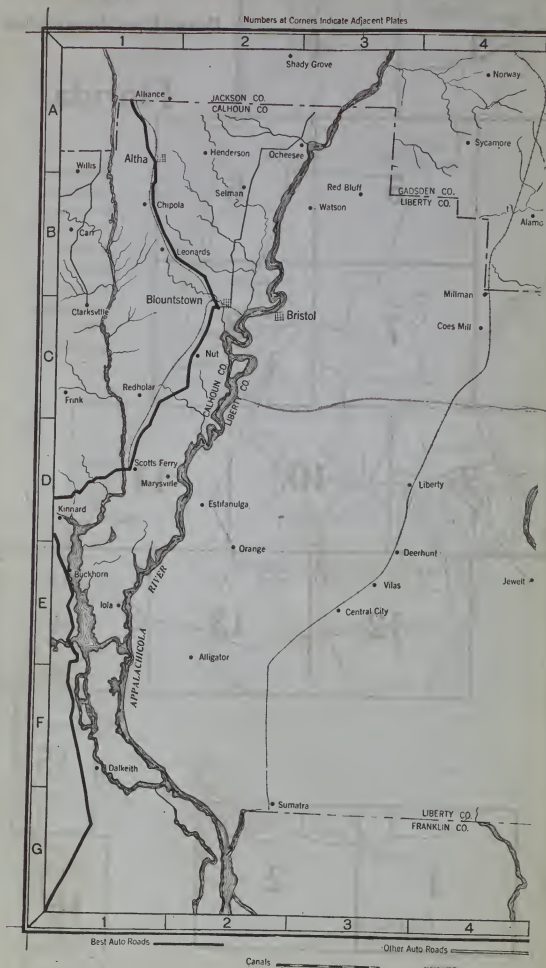 Numbers at Corners Indicate Adjacent Plates
1 2 3 4
Shady Grove
Norway
Alliance
JACKSON CO.
CALHOUN CO
A
Sycamore
Ocheesee
Henderson
Altha
Willis
Red Bluff
Selman
GADSDEN CO.
LIBERTY CO.
Watson
Chipola
Alamo
B
Carr
Leonards
Millman
Blountstown
Clarksville
Bristol
Coes Mill
C
Nut
CALHOUN CO
LIBERTY CO.
Frink
Redholar
Scotts Ferry
Marysville
D
Liberty
Estifanulga
Kinnard
Orange
Deerhunt
Buckhorn
Jewell
Vilas
E
Iola
Central City
APPALACHICOLA RIVER
Alligator
F
Dalkeith
Sumatra
LIBERTY CO.
FRANKLIN CO.
G
1 2 3 4
Best Auto Roads
Other Auto Roads
Canals